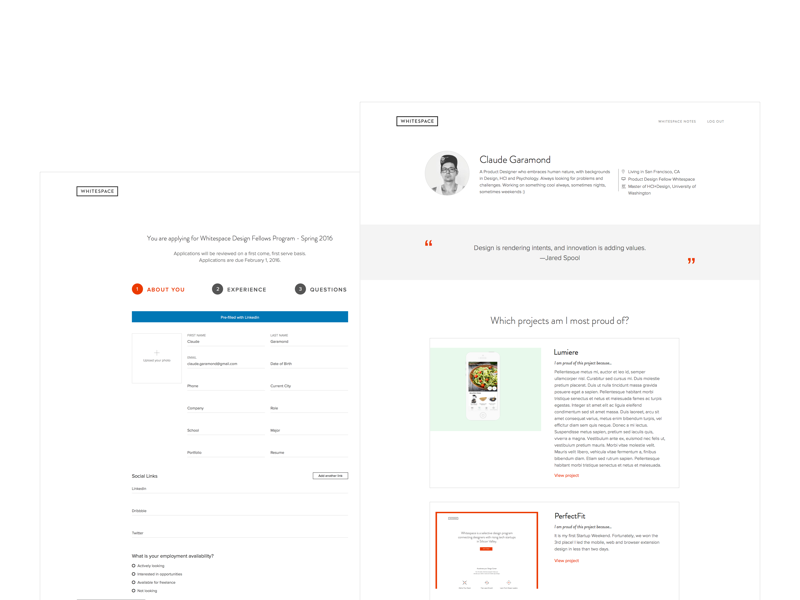 WHITESPACE
You are applying for Whitespace Design Fellows Program - Spring 2016
Applications will be reviewed on a first come, first serve basis.
Applications are due February 1, 2016.
1 ABOUT YOU
2 EXPERIENCE
3 QUESTIONS
Pre-filled with LinkedIn
Upload your photo
FIRST NAME
Claude
LAST NAME
Garamond
EMAIL
claude.garamond@gmail.com
Date of Birth
Phone
Current City
Company
Role
School
Major
Portfolio
Resume
Social Links
Add another link
LinkedIn
Dribbble
Twitter
What is your employment availability?
Actively looking
Interested in opportunities
Available for freelance
Not looking
WHITESPACE
WHITESPACE NOTES
LOG OUT
Claude Garamond
A Product Designer who embraces human nature, with backgrounds
in Design, HCI and Psychology. Always looking for problems and
challenges. Working on something cool always, sometimes rights,
sometimes weekends :)
Living in San Francisco, CA
Product Design Fellow Whitespace
Master of HCI+Design, University of
Washington
“
Design is rendering intents, and innovation is adding values.
—Jared Spool
”
Which projects am I most proud of?
Lumiere
I am proud of this project because...
Pellentesque metus mi, auctor et leo id, semper
ullamcorper nisl. Curabitur sed cursus nisl. Duis molestie
pretium placerat. Duis ut nulla tincidunt massa gravida
posuere eget a sapien. Pellentesque habitant morbi
tristique senectus et netus et malesuada fames ac turpis
egestas. Integer sit amet elit ac ligula eleifend
condimentum sed sit amet massa. Duis laoreet, arcu sit
amet consequat varius, metus enim bibendum turpis, vel
efficitur diam sem quis neque. Donec a mi lectus.
Suspendisse metus sapien, pretium sed iaculis quis,
viverra a magna. Vestibulum ante ex, euismod nec felis ut,
vestibulum pretium metus. Nulla vitae molestie velit.
Mauris velit libero, vehicula vitae fermentum a, finibus
bibendum diam. Etiam sed rutrum sapien. Pellentesque
habitant morbi tristique senectus et netus et malesuada.
View project
PerfectFit
I am proud of this project because...
It is my first Startup Weekend. Fortunately, we won the
3rd place! I led the mobile, web and browser extension
design in less than two days.
View project